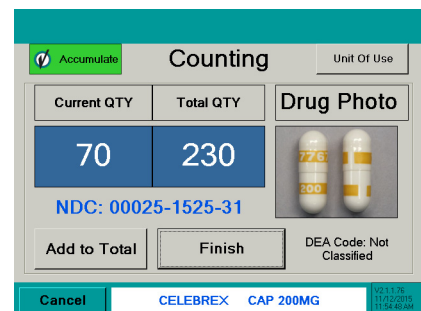 Accumulate
Counting
Unit Of Use
Current QTY
Total QTY
Drug Photo
70
230
7767
200
NDC: 00025-1525-31
Add to Total
Finish
DEA Code: Not
Classified
Cancel
CELEBREX CAP 200MG
V2.1.1.76
11/12/2015
11:54:48 AM